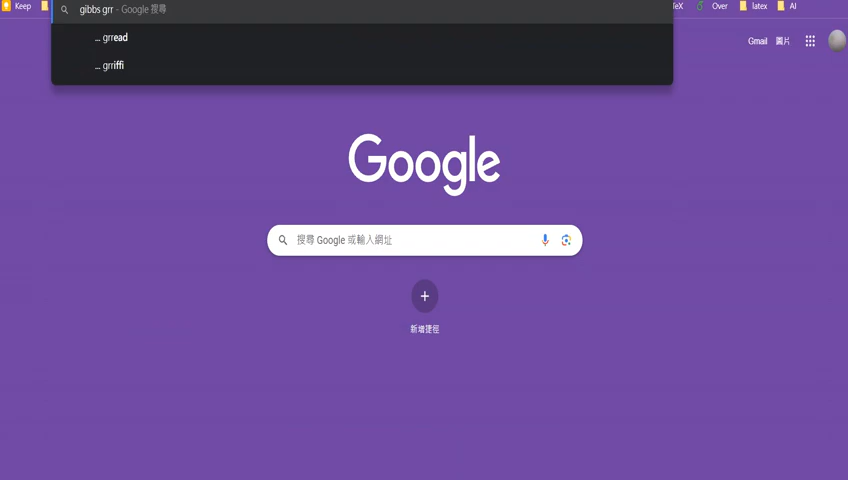 Keep
gibbs grr - Google 搜尋
TeX
Over
latex
AI
... grread
... grriffi
Gmail
圖片
Google
搜尋 Google 或輸入網址
新增捷徑